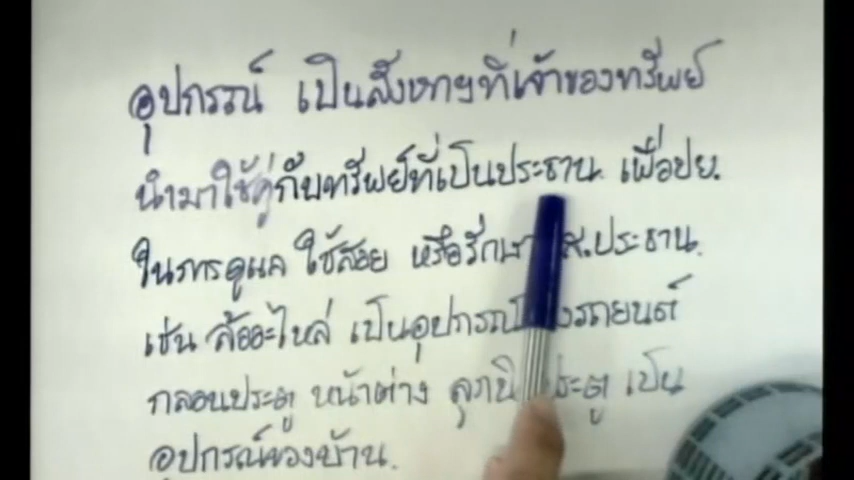 อุปกรณ์ เป็นสังหาฯที่เจ้าของทรัพย์
นำมาใช้คู่กับทรัพย์ที่เป็นประธาน เพื่อปย.
ในการดูแล ใช้สอย หรือรักษา ส.ประธาน.
เช่น ล้ออะไหล่ เป็นอุปกรณ์ รถยนต์
กลอนประตู หน้าต่าง ประตู เป็น
อุปกรณ์ของบ้าน.